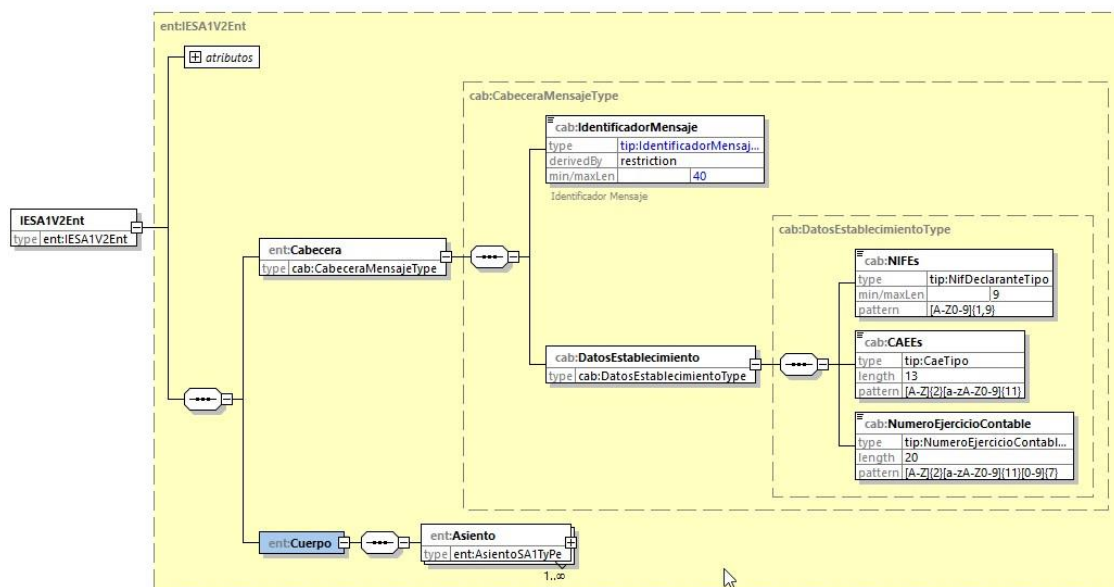 ent:IESA1V2Ent
atributos
cab:CabeceraMensajeType
cab:IdentificadorMensaje
type tip:IdentificadorMensaj...
derivedBy restriction
min/maxLen 40
Identificador Mensaje
IESA1V2Ent
type ent:IESA1V2Ent
cab:DatosEstablecimientoType
ent:Cabecera
type cab:CabeceraMensajeType
cab:NIFEs
type tip:NifDeclaranteTipo
min/maxLen 9
pattern [A-Z0-9]{1,9}
cab:CAEEs
type tip:CaeTipo
length 13
pattern [A-Z]{2}[a-zA-Z0-9]{11}
cab:DatosEstablecimiento
type cab:DatosEstablecimientoType
cab:NumeroEjercicioContable
type tip:NumeroEjercicioContabl...
length 20
pattern [A-Z]{2}[a-zA-Z0-9]{11}[0-9]{7}
ent:Cuerpo
ent:Asiento
type ent:AsientoSA1TyPe
1..∞